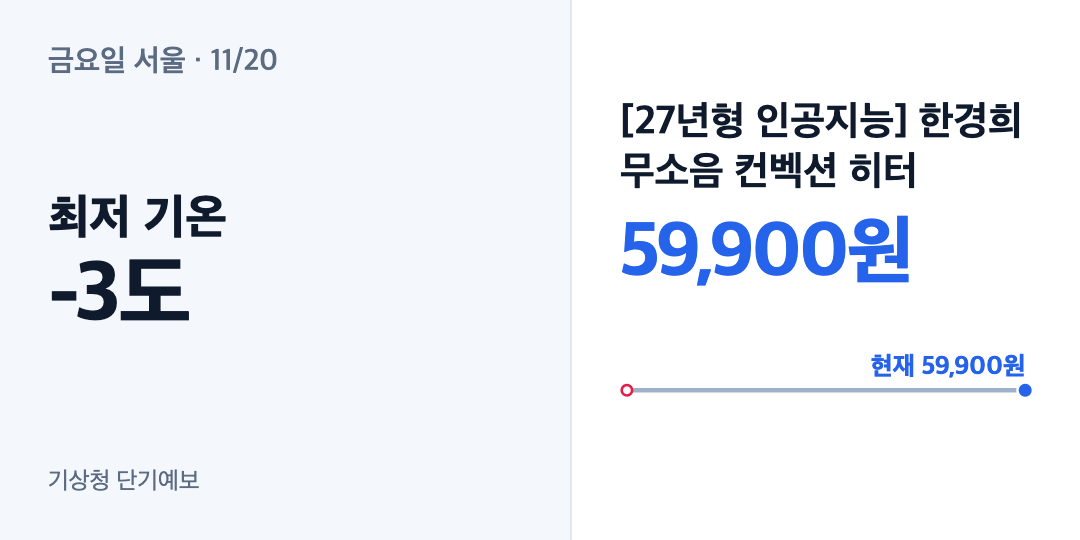 금요일 서울 · 11/20
최저 기온
-3도
기상청 단기예보
[27년형 인공지능] 한경희
무소음 컨벡션 히터
59,900원
현재 59,900원